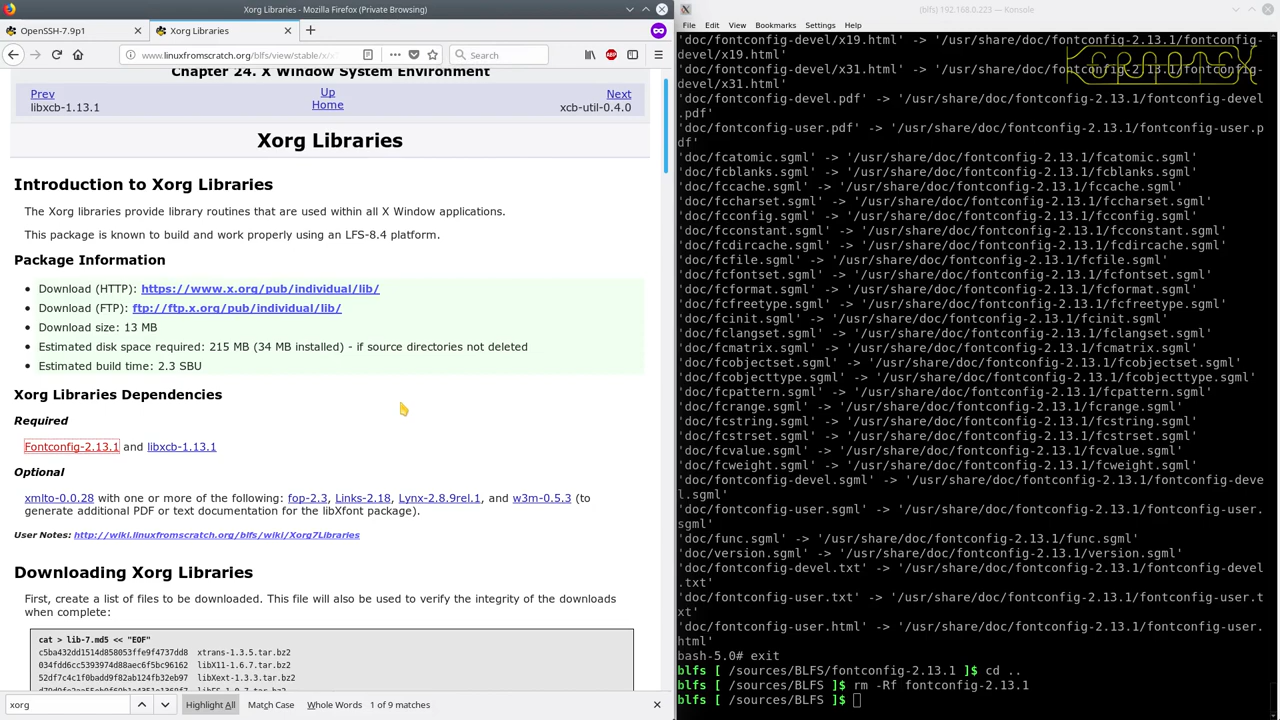 Xorg Libraries - Mozilla Firefox (Private Browsing)
OpenSSH-7.9p1
Xorg Libraries
www.linuxfromscratch.org/blfs/view/stable/x/x7
Search
Chapter 24. X Window System Environment
Prev
Up
Next
libxcb-1.13.1
Home
xcb-util-0.4.0
Xorg Libraries
Introduction to Xorg Libraries
The Xorg libraries provide library routines that are used within all X Window applications.
This package is known to build and work properly using an LFS-8.4 platform.
Package Information
Download (HTTP): https://www.x.org/pub/individual/lib/
Download (FTP): ftp://ftp.x.org/pub/individual/lib/
Download size: 13 MB
Estimated disk space required: 215 MB (34 MB installed) - if source directories not deleted
Estimated build time: 2.3 SBU
Xorg Libraries Dependencies
Required
Fontconfig-2.13.1 and libxcb-1.13.1
Optional
xmlto-0.0.28 with one or more of the following: fop-2.3, Links-2.18, Lynx-2.8.9rel.1, and w3m-0.5.3 (to
generate additional PDF or text documentation for the libXfont package).
User Notes: http://wiki.linuxfromscratch.org/blfs/wiki/Xorg7Libraries
Downloading Xorg Libraries
First, create a list of files to be downloaded. This file will also be used to verify the integrity of the downloads
when complete:
cat > lib-7.md5 << "EOF"
c5ba432dd1514d858053ffe9f4737dd8 xtrans-1.3.5.tar.bz2
034fdd6cc5393974d88aec6f5bc96162 libX11-1.6.7.tar.bz2
52df7c4c1f0badd9f82ab124fb32eb97 libXext-1.3.3.tar.bz2
xorg
Highlight All
Match Case
Whole Words
1 of 9 matches
(blfs) 192.168.0.223 — Konsole
File Edit View Bookmarks Settings Help
KERNOTEX
'doc/fontconfig-devel/x19.html' -> '/usr/share/doc/fontconfig-2.13.1/fontconfig-
devel/x19.html'
'doc/fontconfig-devel/x31.html' -> '/usr/share/doc/fontconfig-2.13.1/fontconfig-
devel/x31.html'
'doc/fontconfig-devel.pdf' -> '/usr/share/doc/fontconfig-2.13.1/fontconfig-devel
.pdf'
'doc/fontconfig-user.pdf' -> '/usr/share/doc/fontconfig-2.13.1/fontconfig-user.p
df'
'doc/fcatomic.sgml' -> '/usr/share/doc/fontconfig-2.13.1/fcatomic.sgml'
'doc/fcblanks.sgml' -> '/usr/share/doc/fontconfig-2.13.1/fcblanks.sgml'
'doc/fccache.sgml' -> '/usr/share/doc/fontconfig-2.13.1/fccache.sgml'
'doc/fccharset.sgml' -> '/usr/share/doc/fontconfig-2.13.1/fccharset.sgml'
'doc/fcconfig.sgml' -> '/usr/share/doc/fontconfig-2.13.1/fcconfig.sgml'
'doc/fcconstant.sgml' -> '/usr/share/doc/fontconfig-2.13.1/fcconstant.sgml'
'doc/fcdircache.sgml' -> '/usr/share/doc/fontconfig-2.13.1/fcdircache.sgml'
'doc/fcfile.sgml' -> '/usr/share/doc/fontconfig-2.13.1/fcfile.sgml'
'doc/fcfontset.sgml' -> '/usr/share/doc/fontconfig-2.13.1/fcfontset.sgml'
'doc/fcformat.sgml' -> '/usr/share/doc/fontconfig-2.13.1/fcformat.sgml'
'doc/fcfreetype.sgml' -> '/usr/share/doc/fontconfig-2.13.1/fcfreetype.sgml'
'doc/fcinit.sgml' -> '/usr/share/doc/fontconfig-2.13.1/fcinit.sgml'
'doc/fclangset.sgml' -> '/usr/share/doc/fontconfig-2.13.1/fclangset.sgml'
'doc/fcmatrix.sgml' -> '/usr/share/doc/fontconfig-2.13.1/fcmatrix.sgml'
'doc/fcobjectset.sgml' -> '/usr/share/doc/fontconfig-2.13.1/fcobjectset.sgml'
'doc/fcobjecttype.sgml' -> '/usr/share/doc/fontconfig-2.13.1/fcobjecttype.sgml'
'doc/fcpattern.sgml' -> '/usr/share/doc/fontconfig-2.13.1/fcpattern.sgml'
'doc/fcrange.sgml' -> '/usr/share/doc/fontconfig-2.13.1/fcrange.sgml'
'doc/fcstring.sgml' -> '/usr/share/doc/fontconfig-2.13.1/fcstring.sgml'
'doc/fcstrset.sgml' -> '/usr/share/doc/fontconfig-2.13.1/fcstrset.sgml'
'doc/fcvalue.sgml' -> '/usr/share/doc/fontconfig-2.13.1/fcvalue.sgml'
'doc/fcweight.sgml' -> '/usr/share/doc/fontconfig-2.13.1/fcweight.sgml'
'doc/fontconfig-devel.sgml' -> '/usr/share/doc/fontconfig-2.13.1/fontconfig-deve
l.sgml'
'doc/fontconfig-user.sgml' -> '/usr/share/doc/fontconfig-2.13.1/fontconfig-user.
sgml'
'doc/func.sgml' -> '/usr/share/doc/fontconfig-2.13.1/func.sgml'
'doc/version.sgml' -> '/usr/share/doc/fontconfig-2.13.1/version.sgml'
'doc/fontconfig-devel.txt' -> '/usr/share/doc/fontconfig-2.13.1/fontconfig-devel
.txt'
'doc/fontconfig-user.txt' -> '/usr/share/doc/fontconfig-2.13.1/fontconfig-user.t
xt'
'doc/fontconfig-user.html' -> '/usr/share/doc/fontconfig-2.13.1/fontconfig-user.
html'
bash-5.0# exit
blfs [ /sources/BLFS/fontconfig-2.13.1 ]$ cd ..
blfs [ /sources/BLFS ]$ rm -Rf fontconfig-2.13.1
blfs [ /sources/BLFS ]$